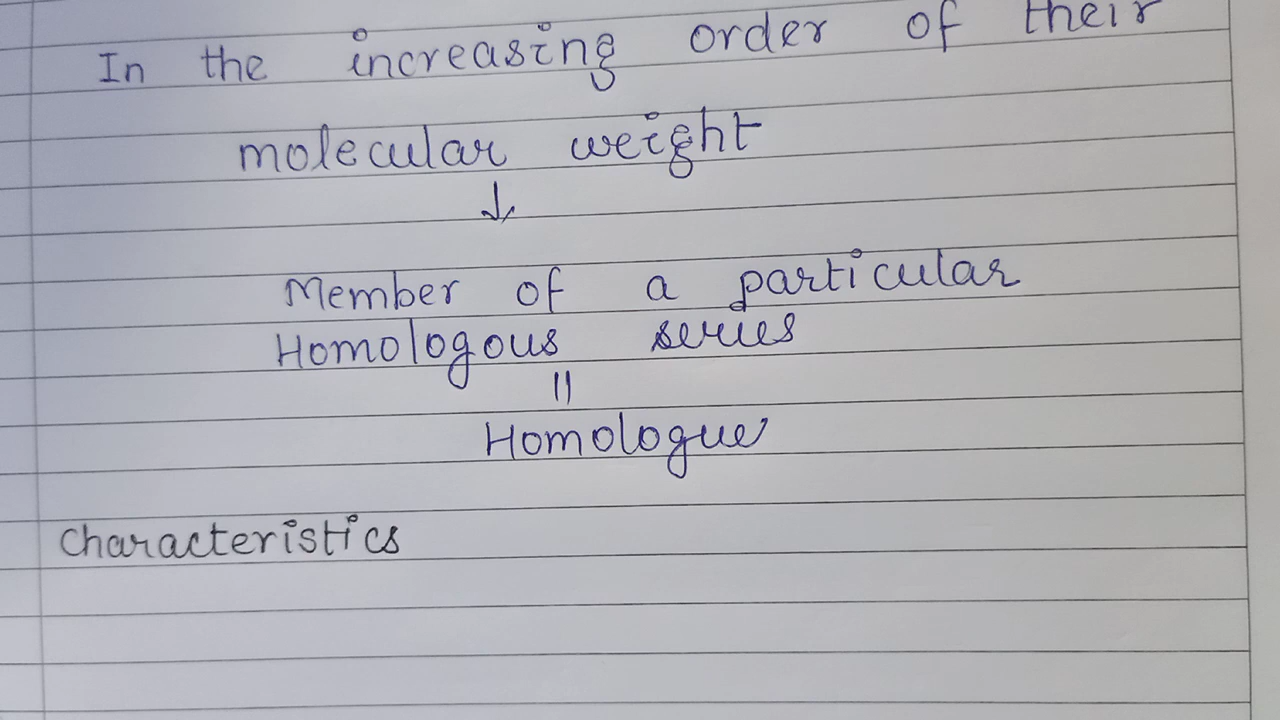 In the increasing order of their
molecular weight
↓
Member of a particular
Homologous series
=
Homologue
Characteristics